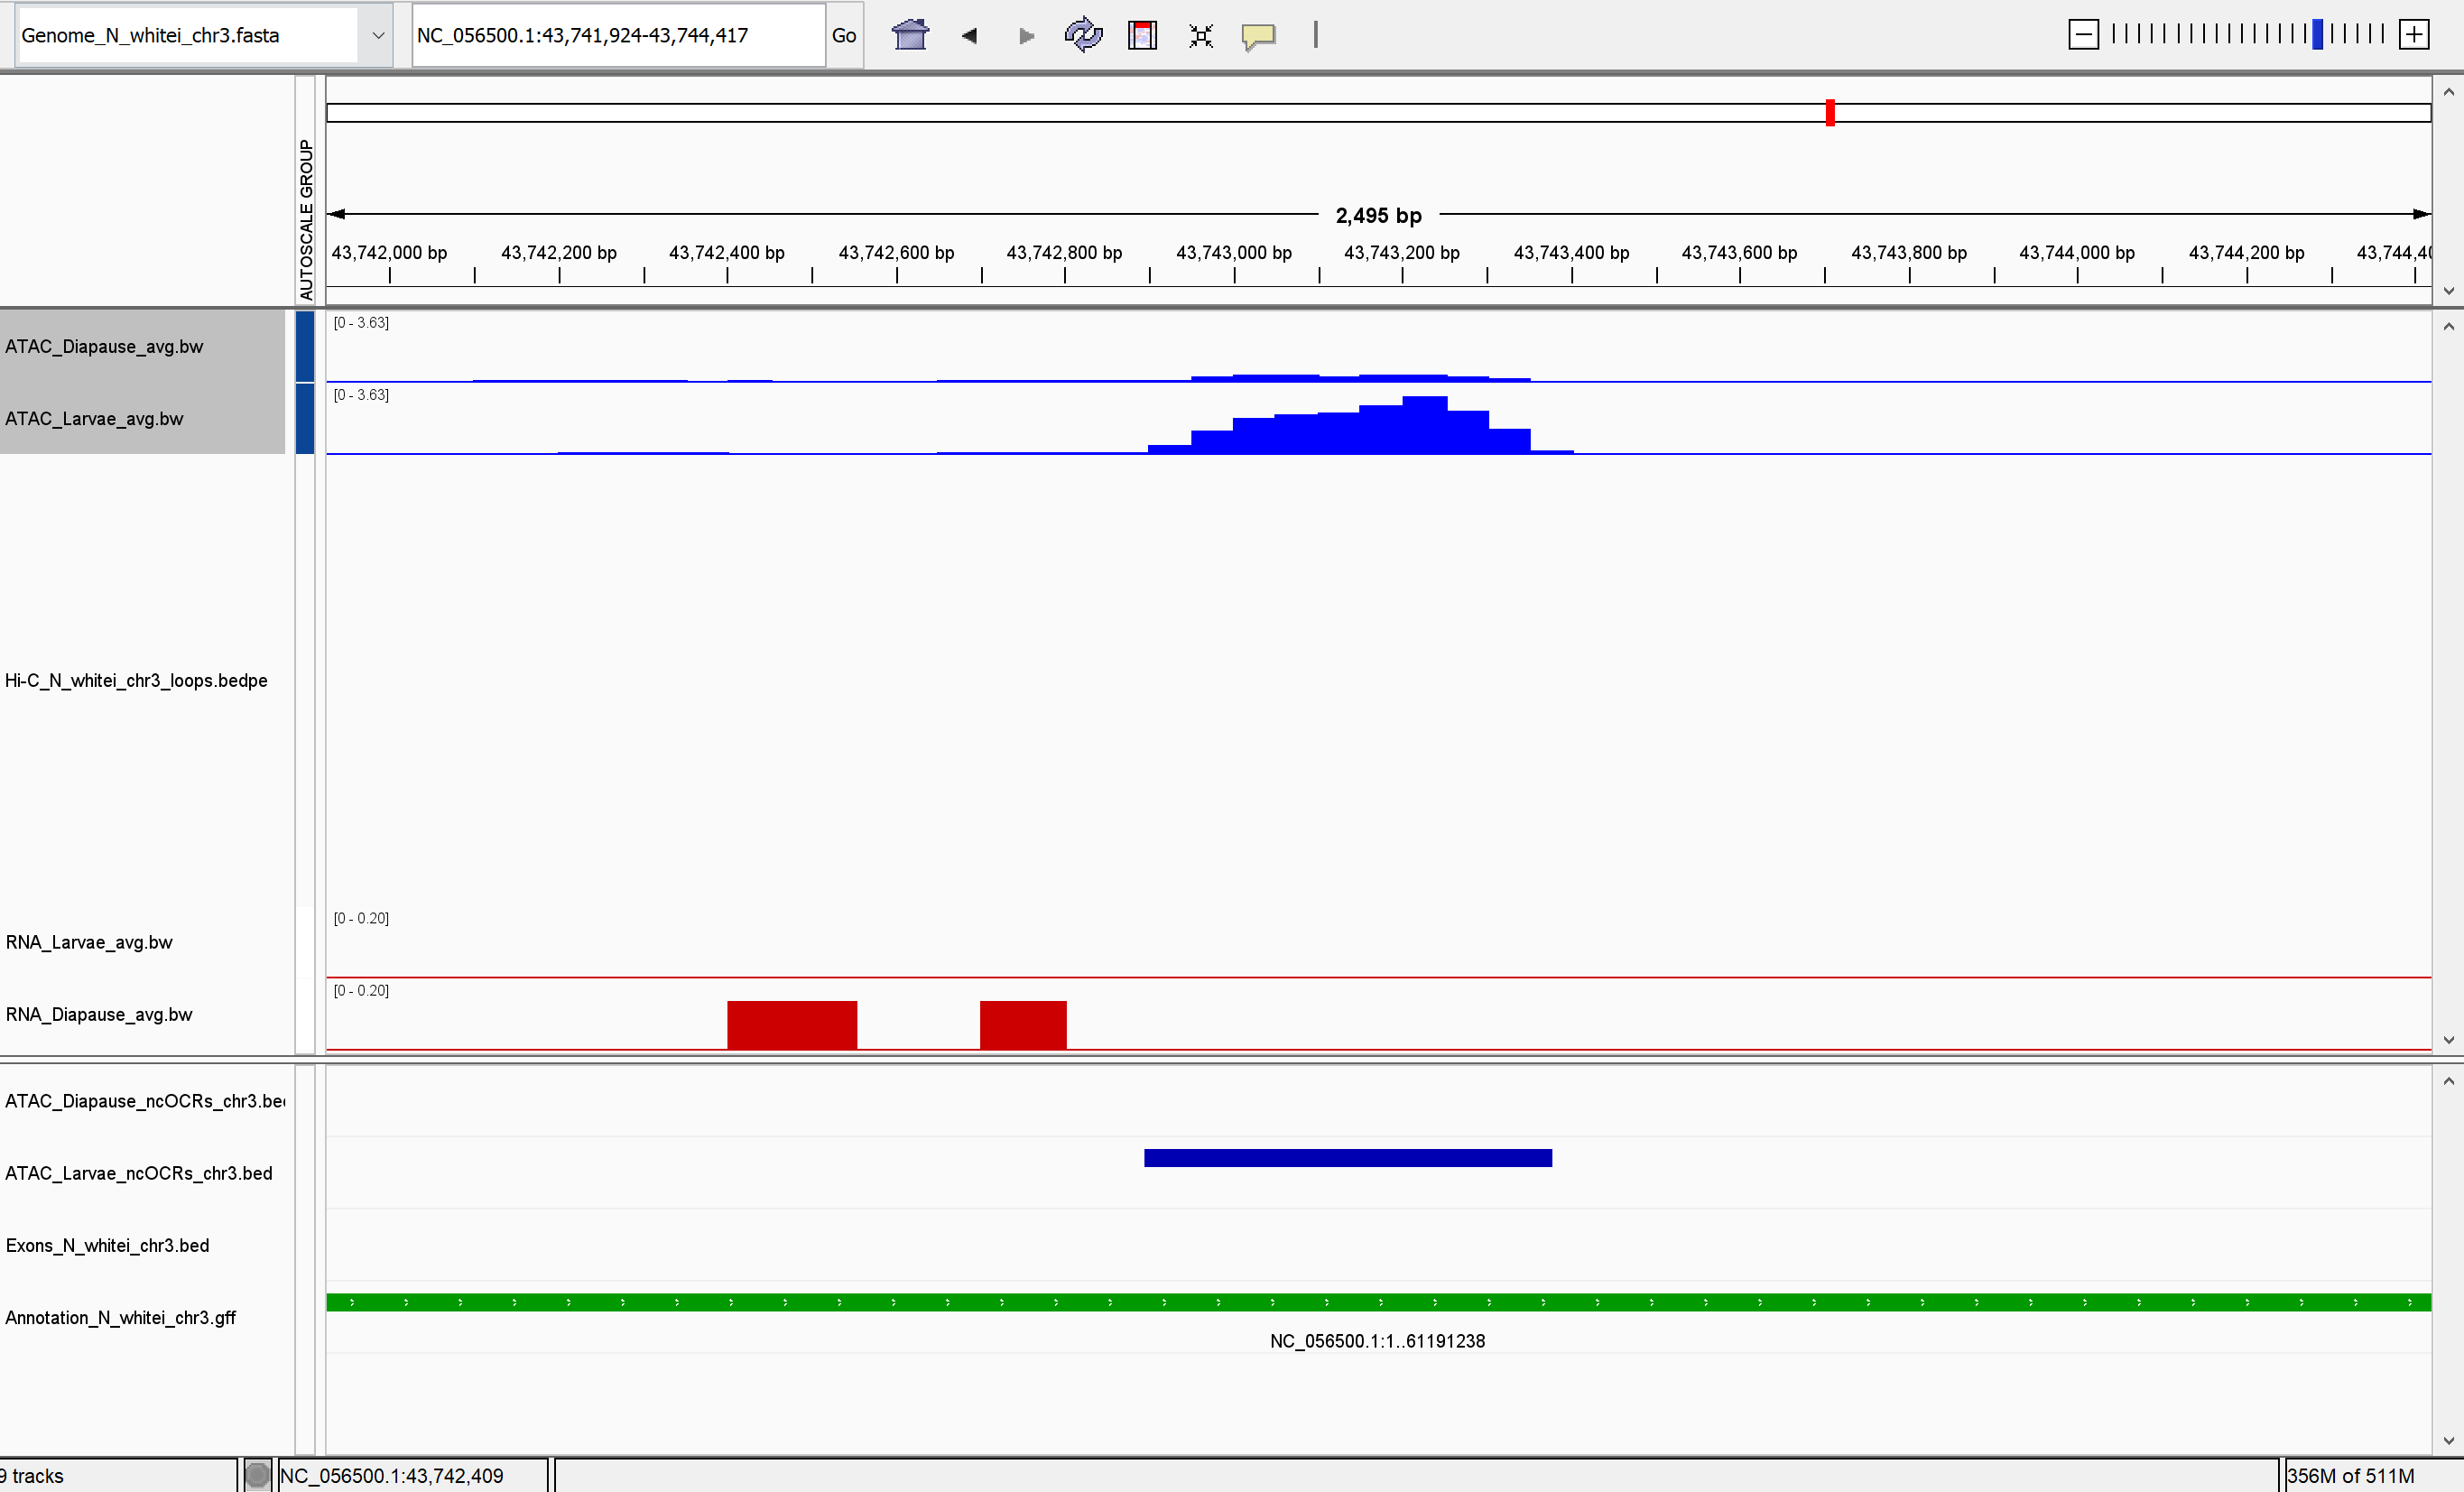 Genome_N_whitei_chr3.fasta
NC_056500.1:43,741,924-43,744,417
Go
AUTOSCALE GROUP
2,495 bp
43,742,000 bp 43,742,200 bp 43,742,400 bp 43,742,600 bp 43,742,800 bp 43,743,000 bp 43,743,200 bp 43,743,400 bp 43,743,600 bp 43,743,800 bp 43,744,000 bp 43,744,200 bp 43,744,40
[0 - 3.63]
ATAC_Diapause_avg.bw
[0 - 3.63]
ATAC_Larvae_avg.bw
Hi-C_N_whitei_chr3_loops.bedpe
[0 - 0.20]
RNA_Larvae_avg.bw
[0 - 0.20]
RNA_Diapause_avg.bw
ATAC_Diapause_ncOCRs_chr3.be
ATAC_Larvae_ncOCRs_chr3.bed
Exons_N_whitei_chr3.bed
Annotation_N_whitei_chr3.gff
NC_056500.1:1..61191238
9 tracks
NC_056500.1:43,742,409
356M of 511M